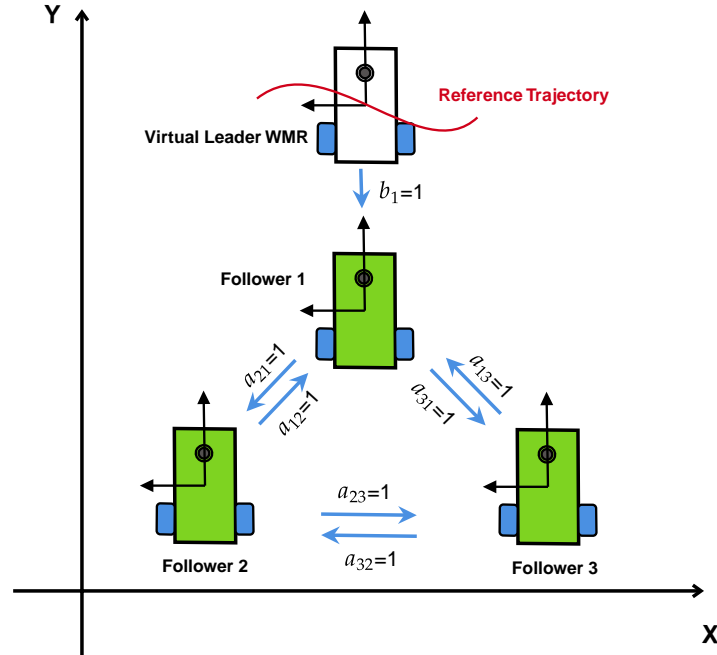 Y
Reference Trajectory
Virtual Leader WMR
b₁=1
Follower 1
a₂₁=1
a₁₂=1
a₁₃=1
a₃₁=1
a₂₃=1
a₃₂=1
Follower 2
Follower 3
X